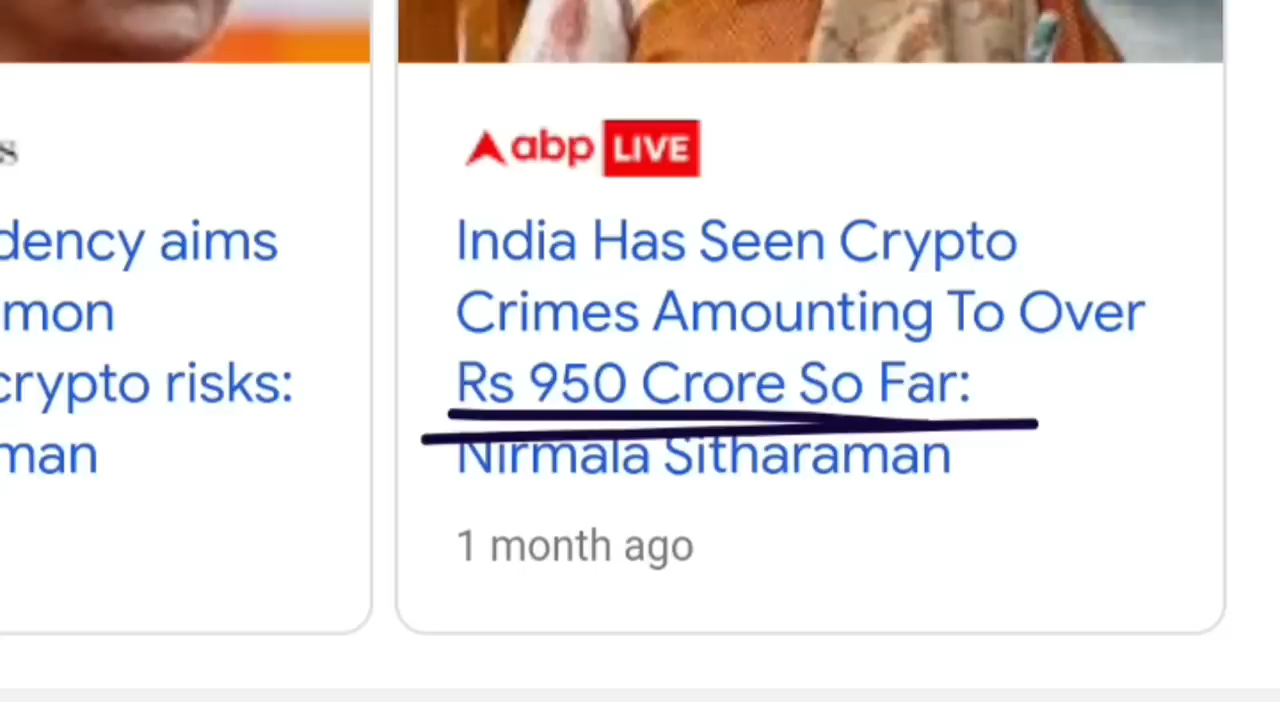 s
dency aims
mon
crypto risks:
man
abp LIVE
India Has Seen Crypto
Crimes Amounting To Over
Rs 950 Crore So Far:
Nirmala Sitharaman
1 month ago